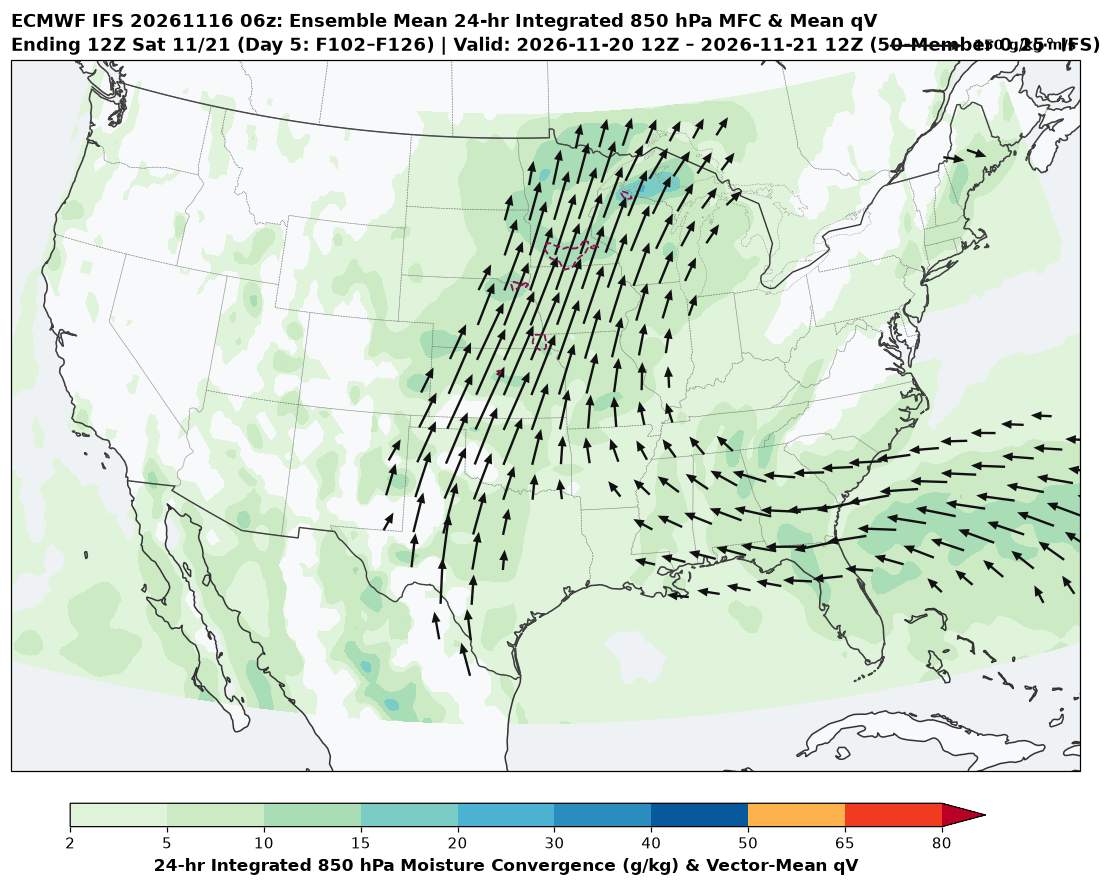 ECMWF IFS 20261116 06z: Ensemble Mean 24-hr Integrated 850 hPa MFC & Mean qV
Ending 12Z Sat 11/21 (Day 5: F102–F126) | Valid: 2026-11-20 12Z – 2026-11-21 12Z (50-Member 0.25° IFS)
2 5 10 15 20 30 40 50 65 80
24-hr Integrated 850 hPa Moisture Convergence (g/kg) & Vector-Mean qV